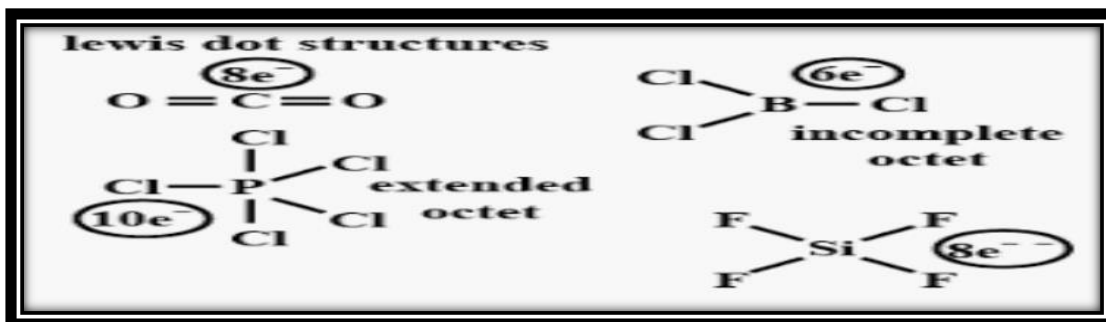 lewis dot structures
8e⁻
O = C = O
Cl
Cl — P
Cl
Cl
Cl
10e⁻
extended
octet
Cl
6e⁻
B — Cl
Cl
incomplete
octet
F
F
Si
8e⁻ ⁻
F
F